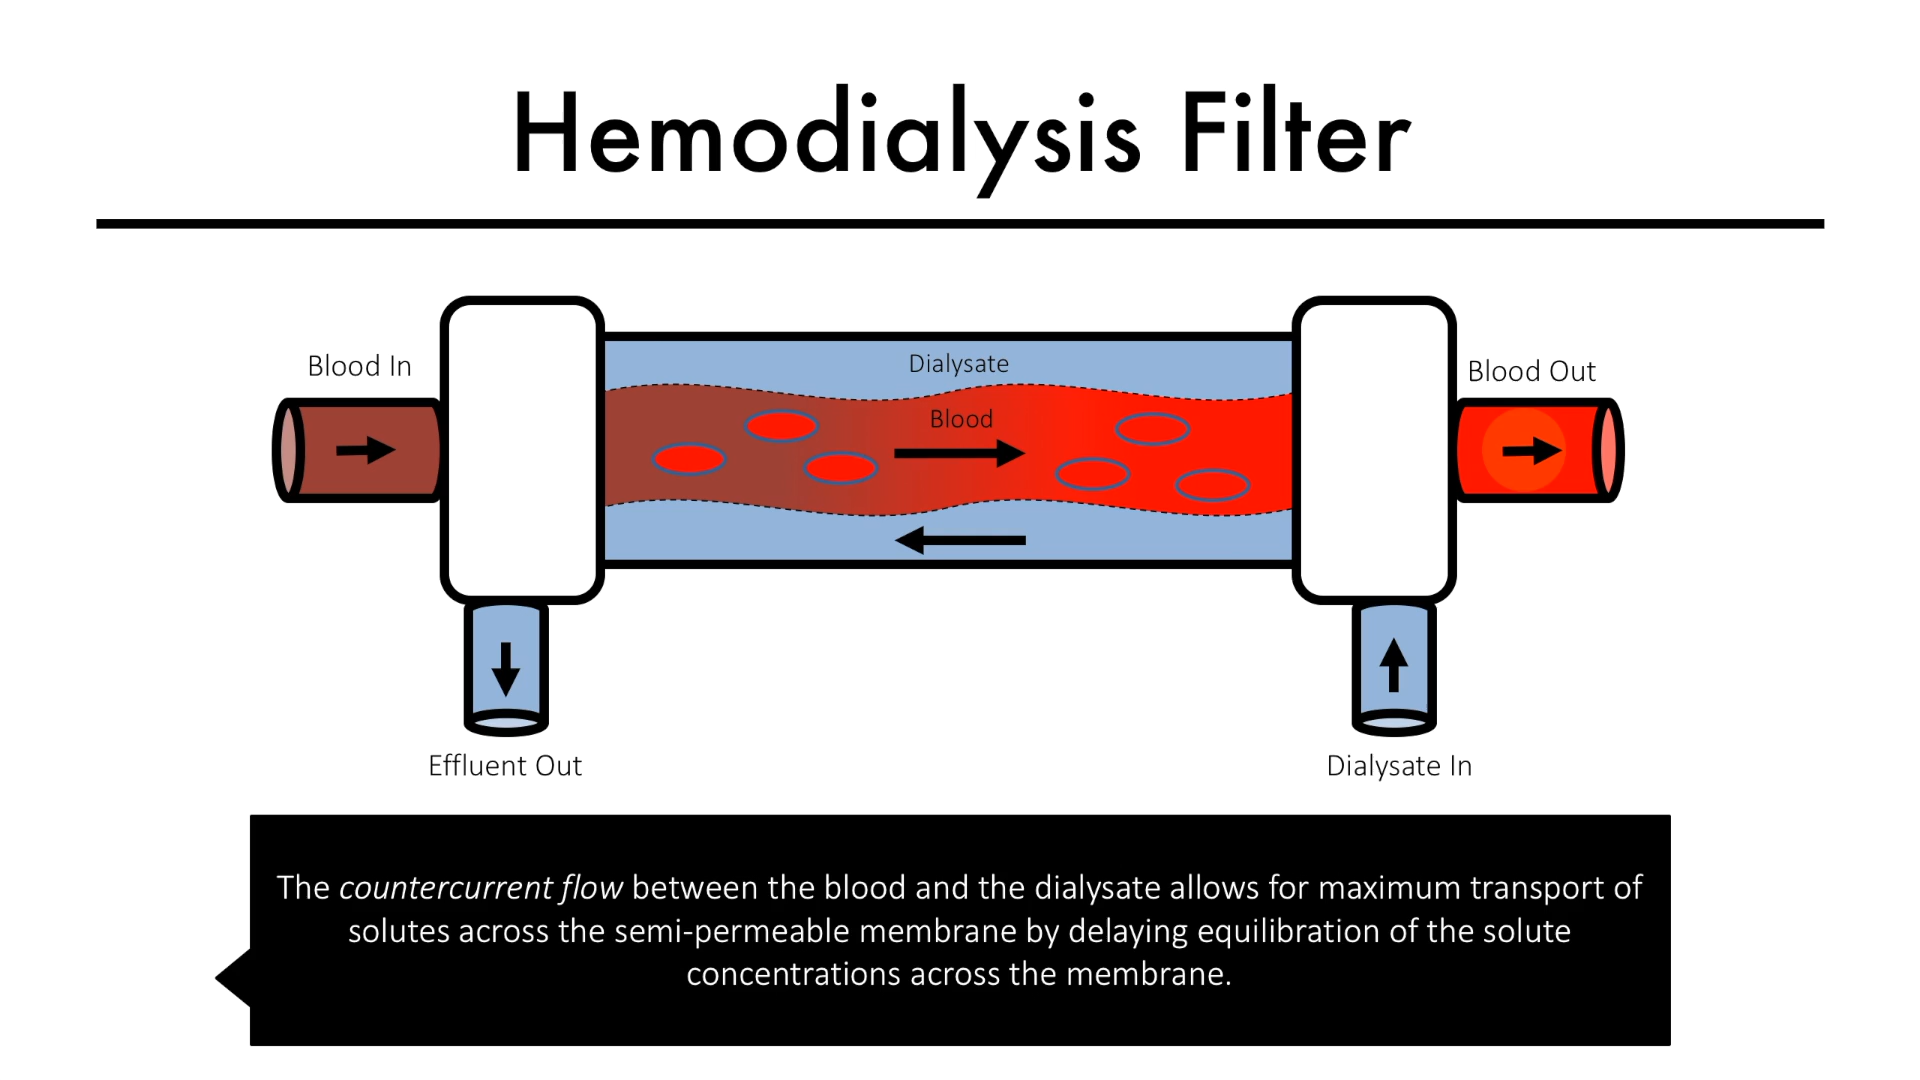 Hemodialysis Filter
Blood In
Dialysate
Blood Out
Blood
Effluent Out
Dialysate In
The countercurrent flow between the blood and the dialysate allows for maximum transport of
solutes across the semi-permeable membrane by delaying equilibration of the solute
concentrations across the membrane.